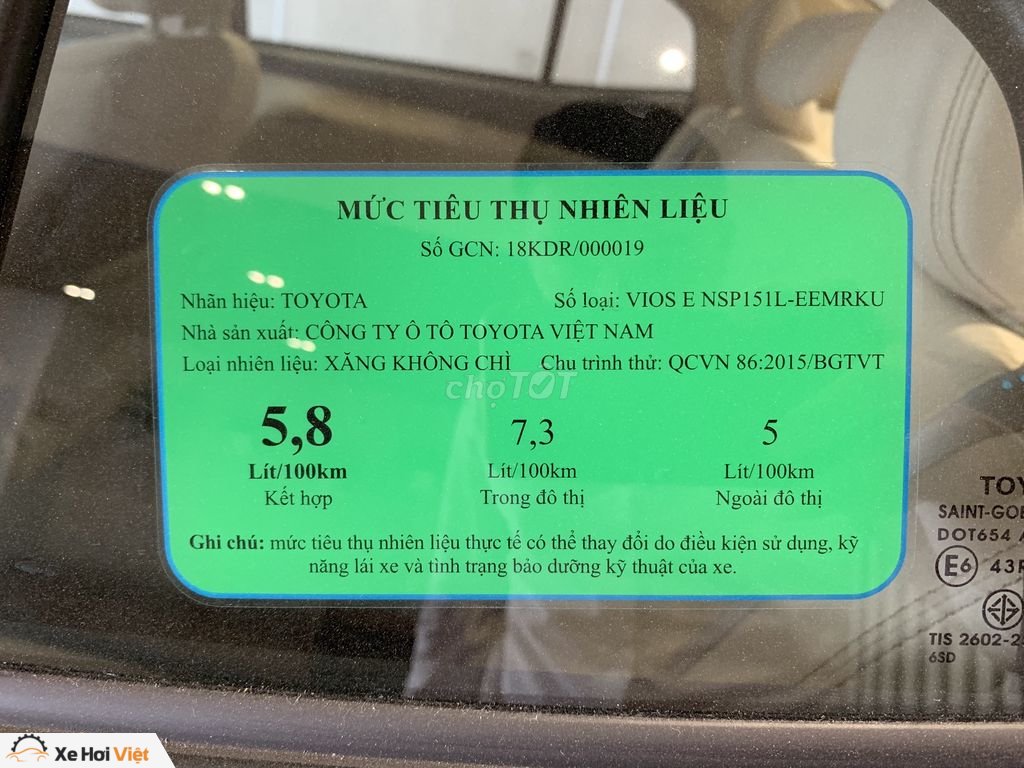 MỨC TIÊU THỤ NHIÊN LIỆU
Số GCN: 18KDR/000019
Nhãn hiệu: TOYOTA Số loại: VIOS E NSP151L-EEMRKU
Nhà sản xuất: CÔNG TY Ô TÔ TOYOTA VIỆT NAM
Loại nhiên liệu: XĂNG KHÔNG CHÌ Chu trình thử: QCVN 86:2015/BGTVT
chợTỐT
5,8 7,3 5
Lít/100km Lít/100km Lít/100km
Kết hợp Trong đô thị Ngoài đô thị
Ghi chú: mức tiêu thụ nhiên liệu thực tế có thể thay đổi do điều kiện sử dụng, kỹ
năng lái xe và tình trạng bảo dưỡng kỹ thuật của xe.
TOY
SAINT-GOB
DOT654
E6 43R
TIS 2602-2
6SD
Xe Hơi Việt